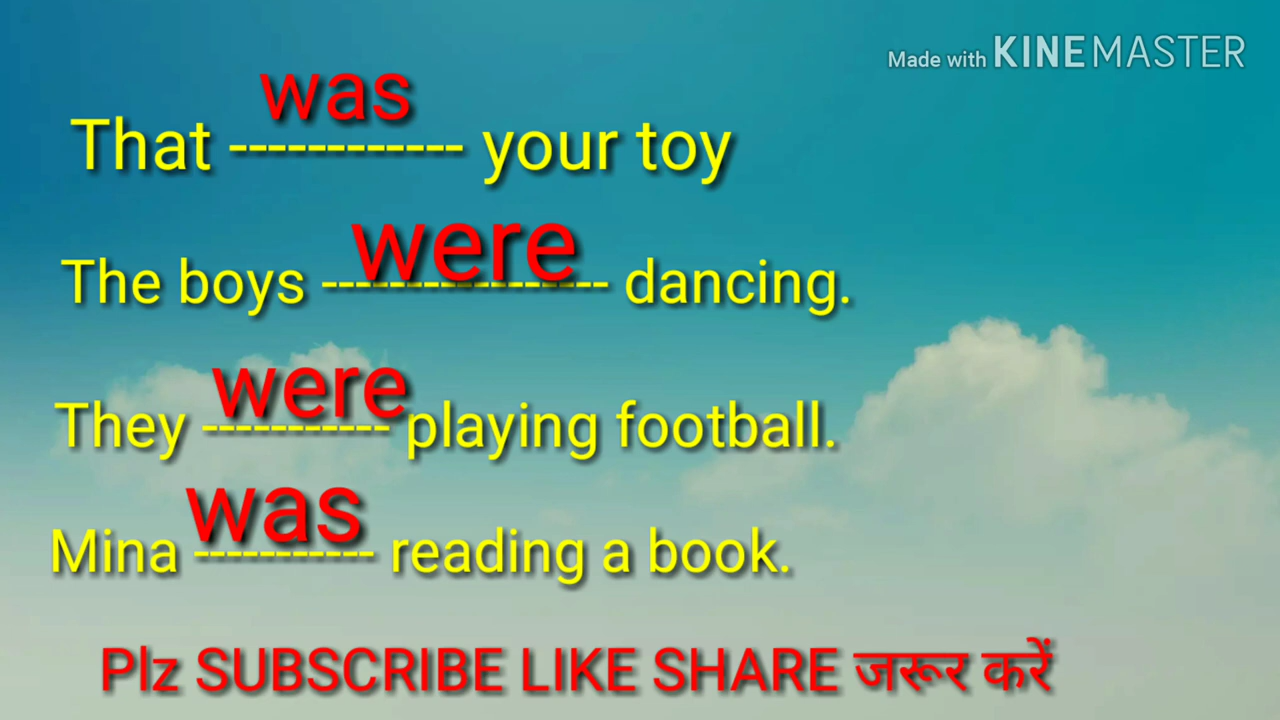 Made with KINEMASTER
was
That ------------ your toy
were
The boys ----------------- dancing.
were
They ----------- playing football.
was
Mina ----------- reading a book.
Plz SUBSCRIBE LIKE SHARE जरूर करें